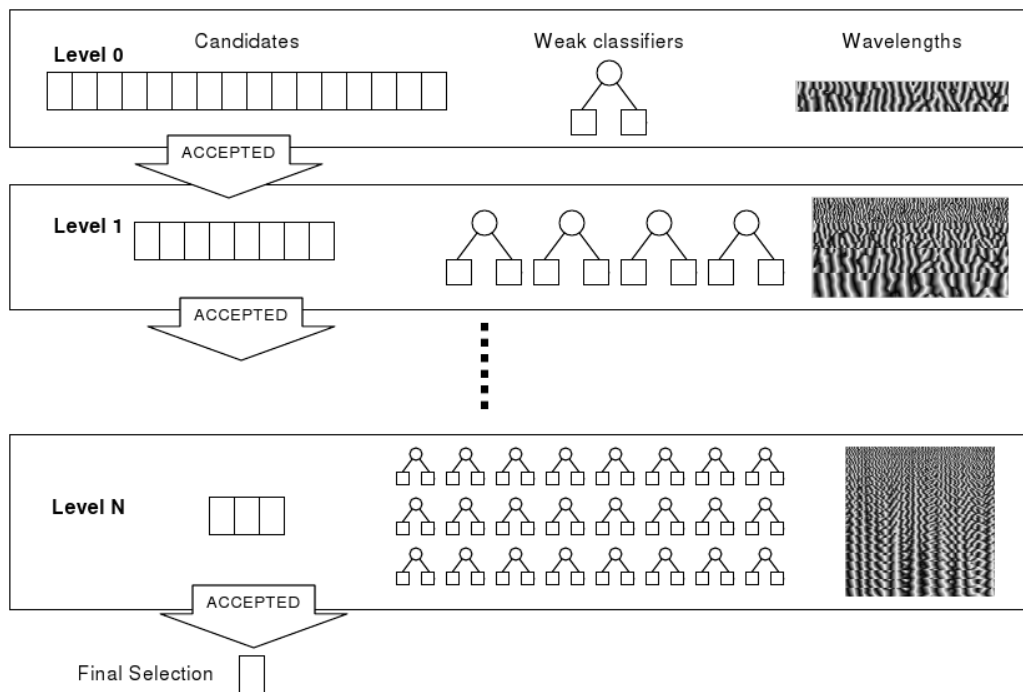 Candidates
Weak classifiers
Wavelengths
Level 0
ACCEPTED
Level 1
ACCEPTED
Level N
ACCEPTED
Final Selection